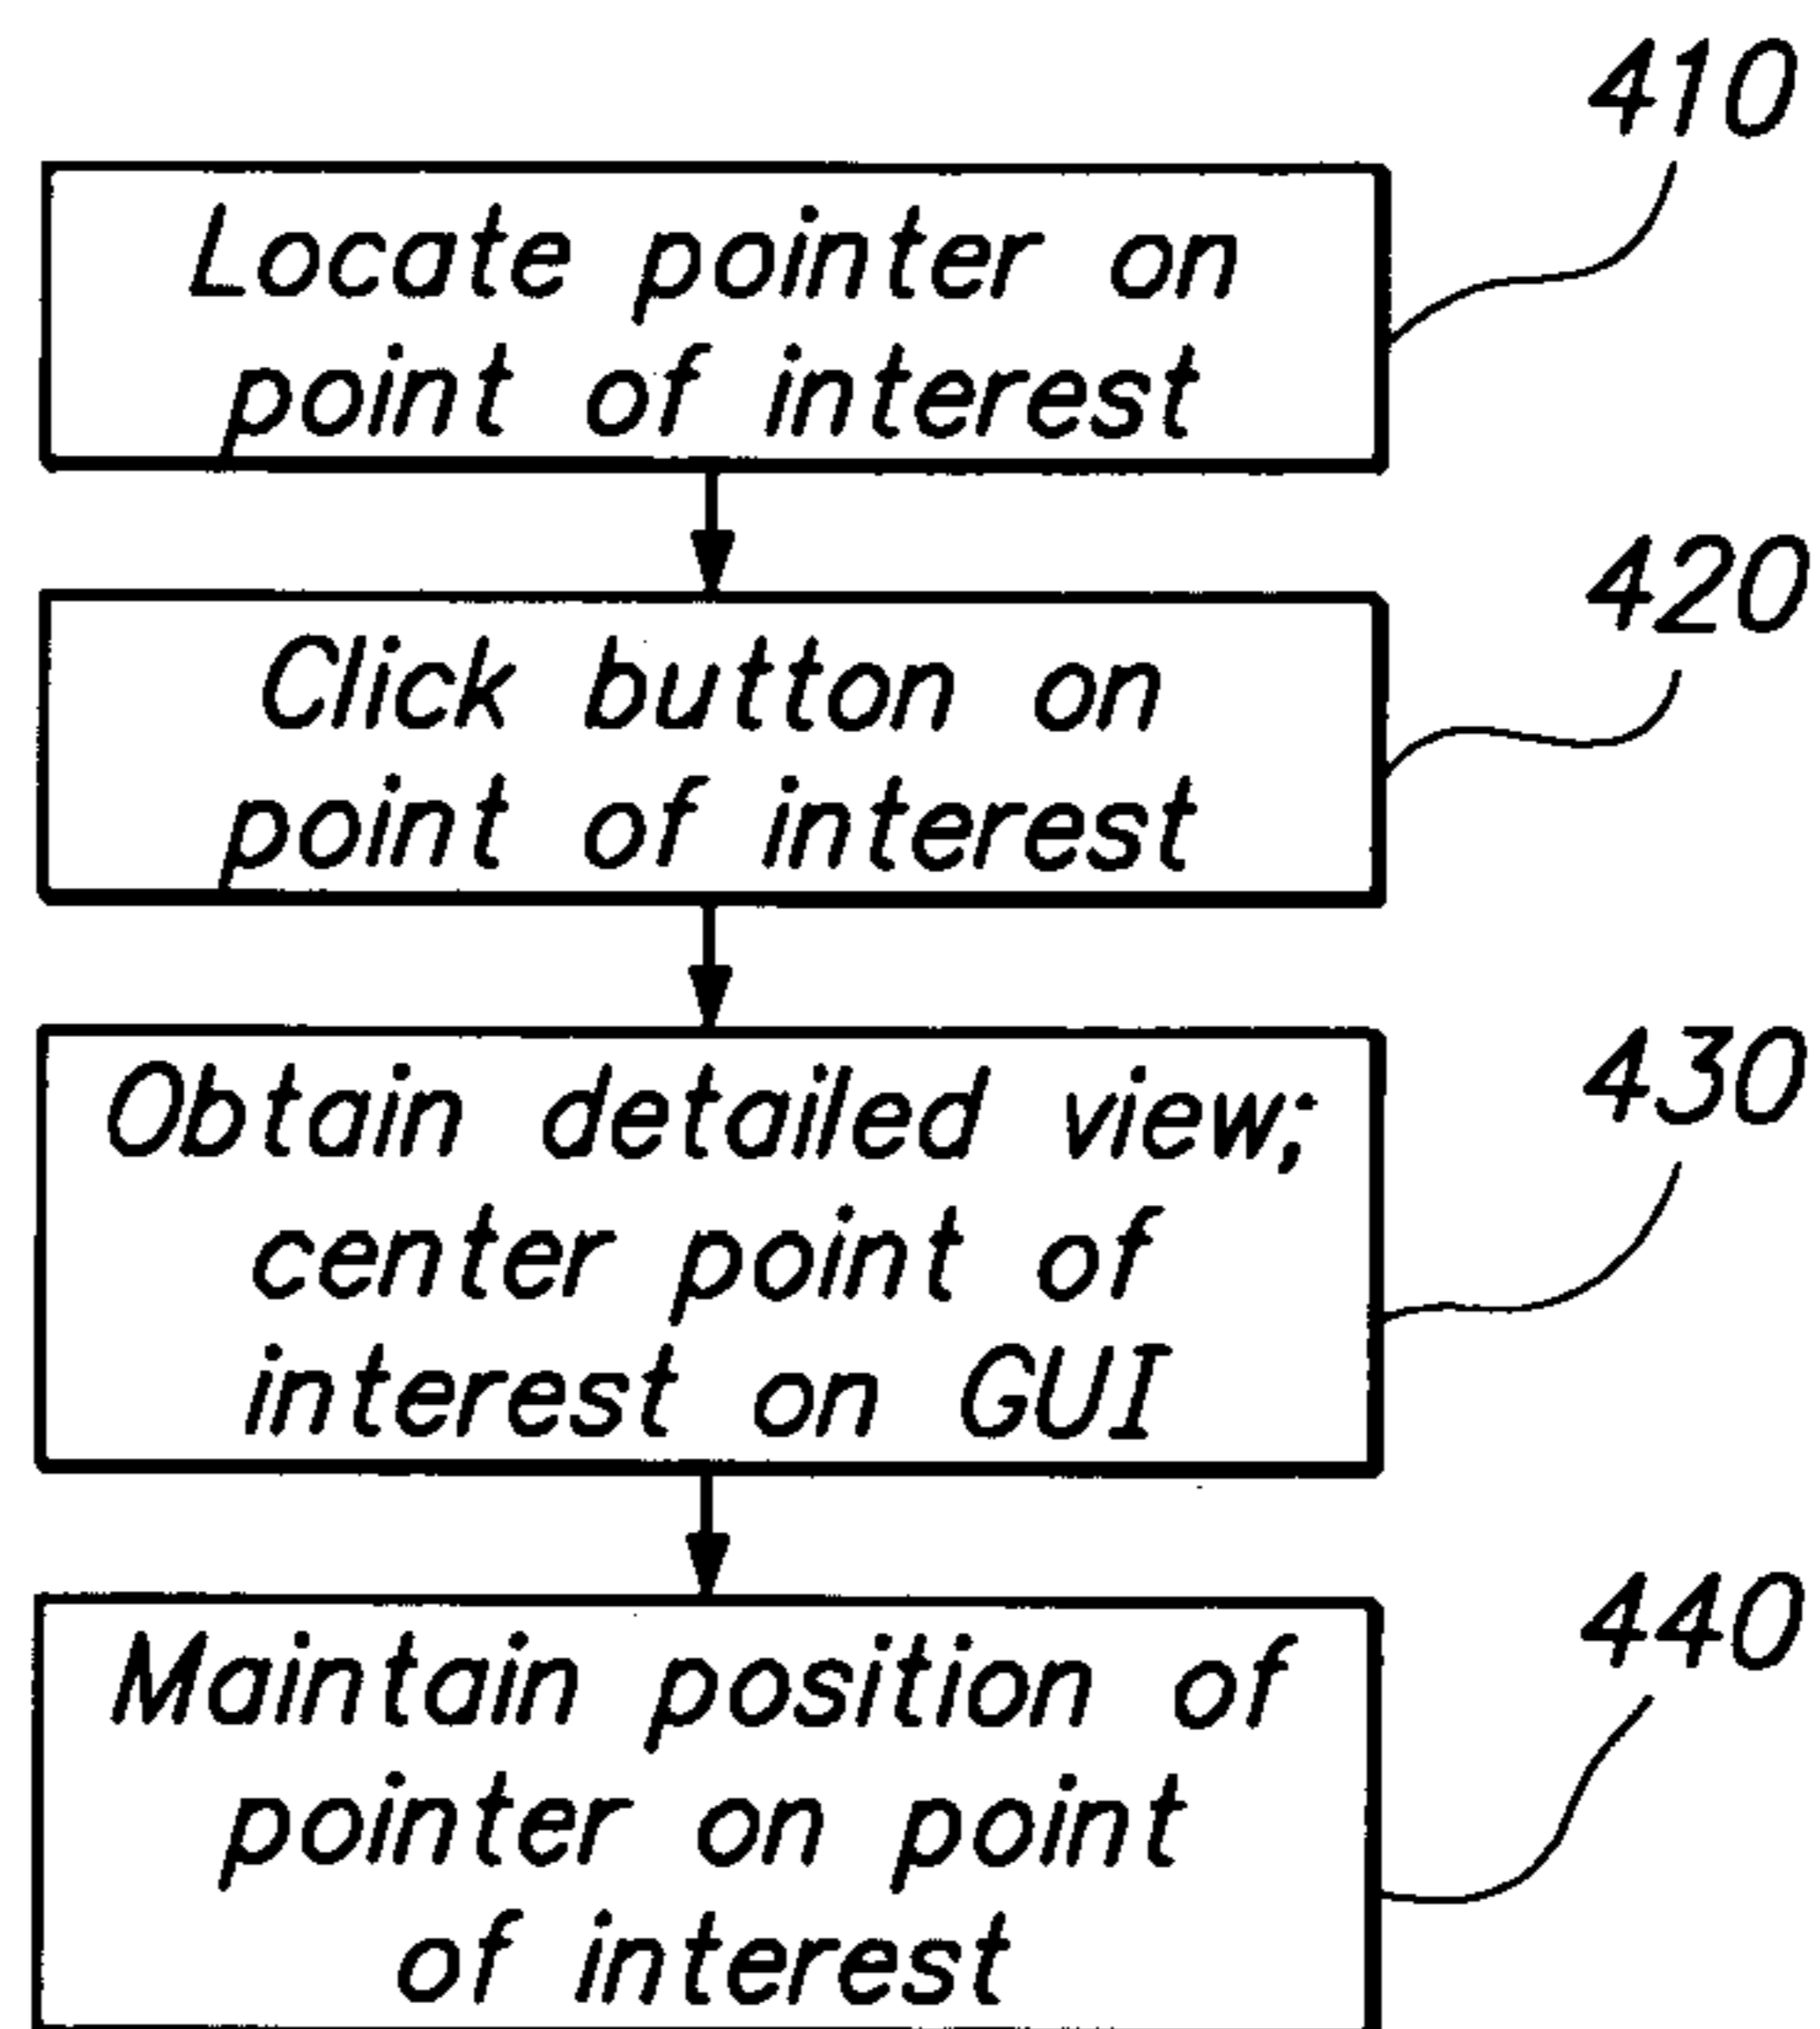 410
Locate pointer on
point of interest
420
Click button on
point of interest
430
Obtain detailed view;
center point of
interest on GUI
440
Maintain position of
pointer on point
of interest